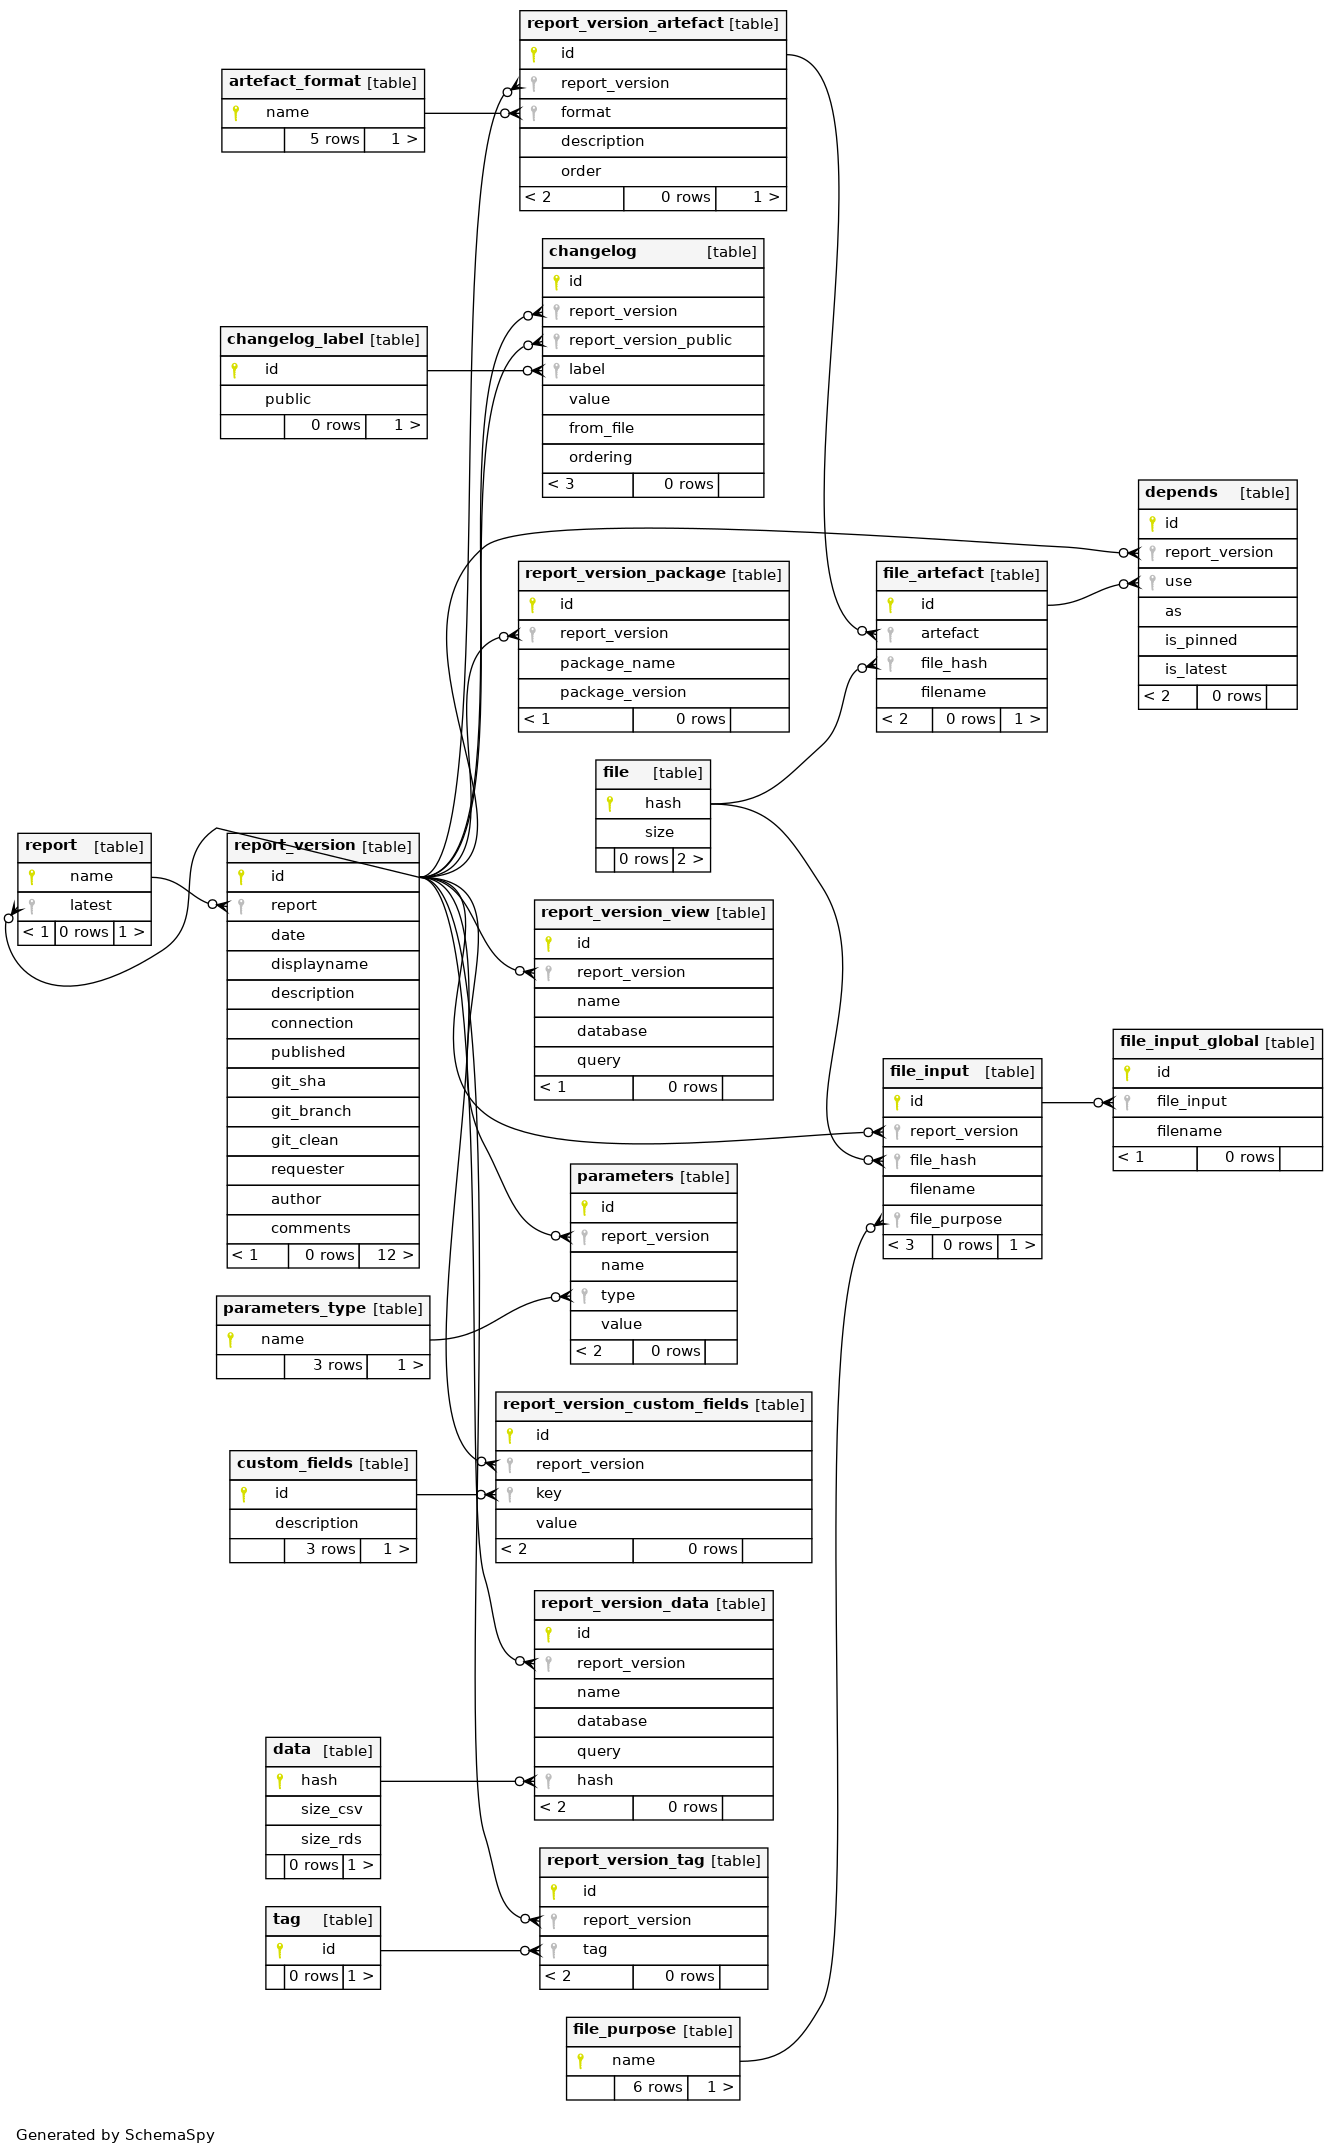 report_version_artefact [table]
id
report_version
format
description
order
< 2 0 rows 1 >
artefact_format [table]
name
5 rows 1 >
changelog [table]
id
report_version
report_version_public
label
value
from_file
ordering
< 3 0 rows
changelog_label [table]
id
public
0 rows 1 >
depends [table]
id
report_version
use
as
is_pinned
is_latest
< 2 0 rows
report_version_package [table]
id
report_version
package_name
package_version
< 1 0 rows
file_artefact [table]
id
artefact
file_hash
filename
< 2 0 rows 1 >
file [table]
hash
size
0 rows 2 >
report [table]
name
latest
< 1 0 rows 1 >
report_version [table]
id
report
date
displayname
description
connection
published
git_sha
git_branch
git_clean
requester
author
comments
< 1 0 rows 12 >
report_version_view [table]
id
report_version
name
database
query
< 1 0 rows
file_input [table]
id
report_version
file_hash
filename
file_purpose
< 3 0 rows 1 >
file_input_global [table]
id
file_input
filename
< 1 0 rows
parameters [table]
id
report_version
name
type
value
< 2 0 rows
parameters_type [table]
name
3 rows 1 >
report_version_custom_fields [table]
id
report_version
key
value
< 2 0 rows
custom_fields [table]
id
description
3 rows 1 >
report_version_data [table]
id
report_version
name
database
query
hash
< 2 0 rows
data [table]
hash
size_csv
size_rds
0 rows 1 >
report_version_tag [table]
id
report_version
tag
< 2 0 rows
tag [table]
id
0 rows 1 >
file_purpose [table]
name
6 rows 1 >
Generated by SchemaSpy